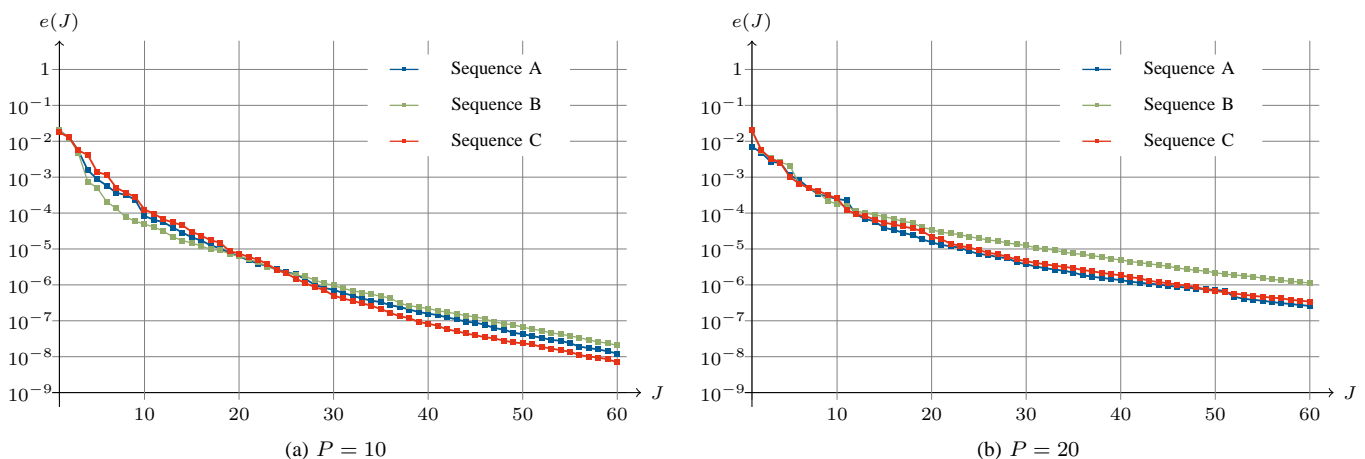 e(J)
1
10⁻¹
10⁻²
10⁻³
10⁻⁴
10⁻⁵
10⁻⁶
10⁻⁷
10⁻⁸
10⁻⁹
Sequence A
Sequence B
Sequence C
10 20 30 40 50 60
J
(a) P = 10
e(J)
1
10⁻¹
10⁻²
10⁻³
10⁻⁴
10⁻⁵
10⁻⁶
10⁻⁷
10⁻⁸
10⁻⁹
Sequence A
Sequence B
Sequence C
10 20 30 40 50 60
J
(b) P = 20